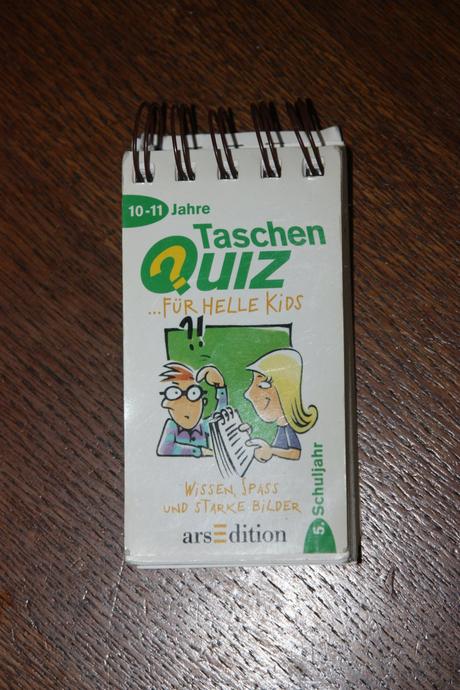 10-11 Jahre
Taschen
QUIZ
...FÜR HELLE KiDS
?!
WiSSEN, SPASS
UND STARKE BiLDER
5. Schuljahr
arsEdition